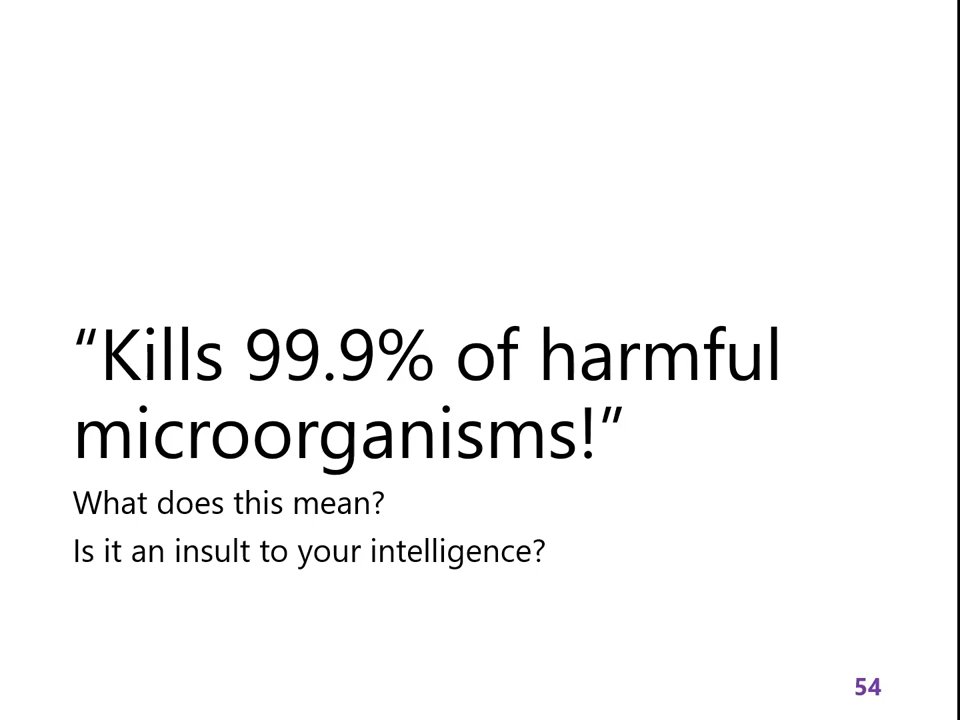 “Kills 99.9% of harmful
microorganisms!”
What does this mean?
Is it an insult to your intelligence?
54